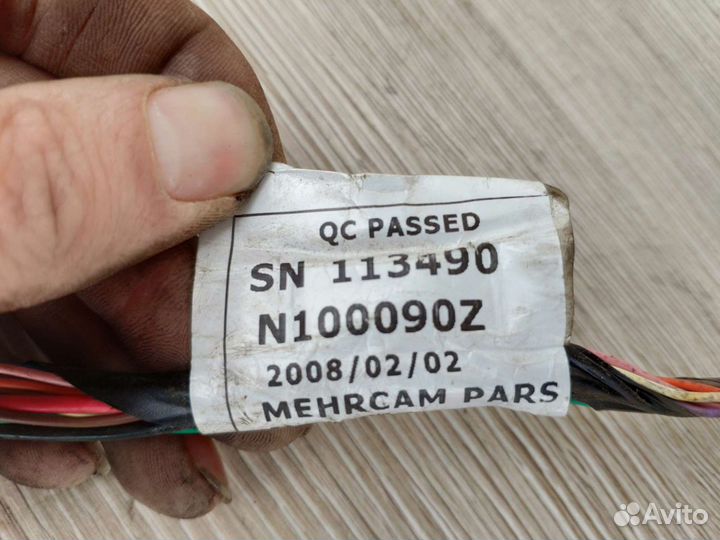 QC PASSED
SN 113490
N100090Z
2008/02/02
MEHRCAM PARS
Avito